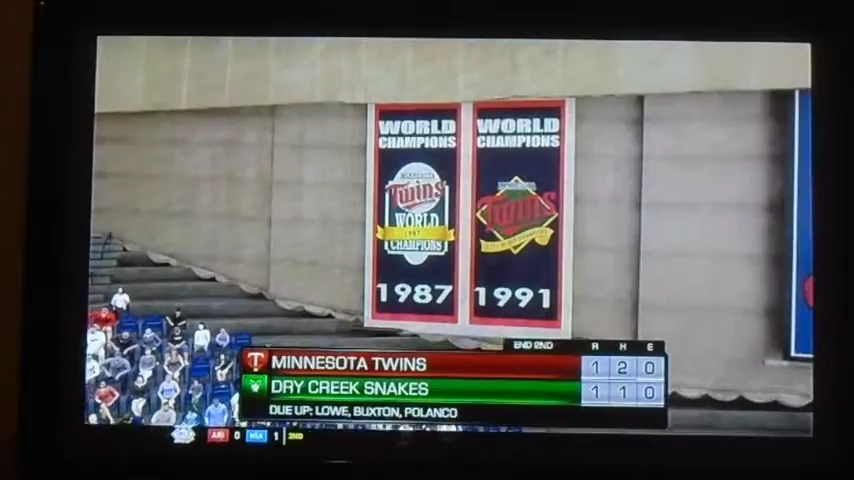 WORLD
CHAMPIONS
Twins
WORLD
1987
CHAMPIONS
1987
WORLD
CHAMPIONS
Twins
1991
END 2ND
R H E
MINNESOTA TWINS 1 2 0
DRY CREEK SNAKES 1 1 0
DUE UP: LOWE, BUXTON, POLANCO
ARI 0 MIA 1 2ND